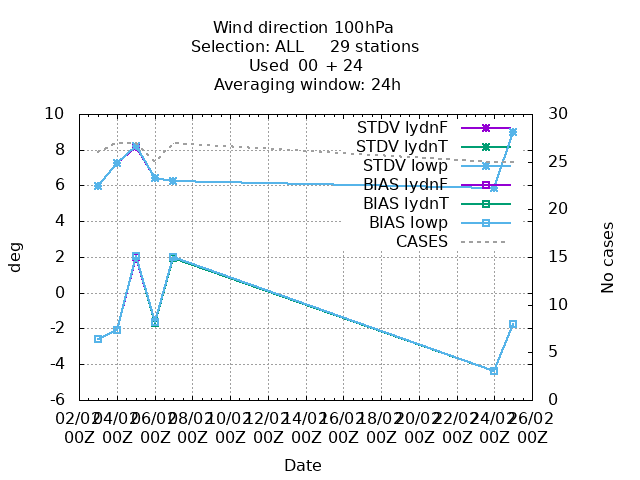 Wind direction 100hPa
Selection: ALL 29 stations
Used 00 + 24
Averaging window: 24h
STDV lydnF
STDV lydnT
STDV lowp
BIAS lydnF
BIAS lydnT
BIAS lowp
CASES
10
8
6
4
2
0
-2
-4
-6
deg
30
25
20
15
10
5
0
No cases
02/02 04/02 06/02 08/02 10/02 12/02 14/02 16/02 18/02 20/02 22/02 24/02 26/02
00Z 00Z 00Z 00Z 00Z 00Z 00Z 00Z 00Z 00Z 00Z 00Z 00Z
Date